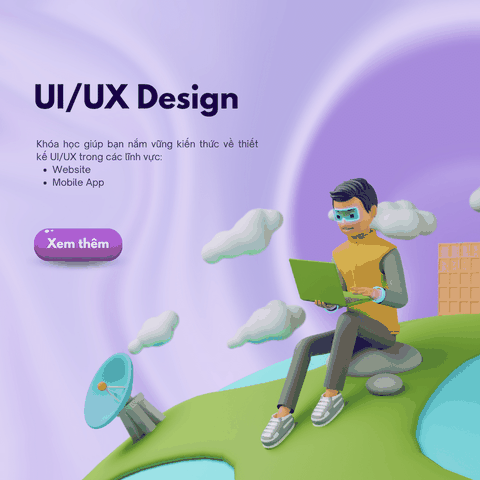 UI/UX Design
Khóa học giúp bạn nắm vững kiến thức về thiết
kế UI/UX trong các lĩnh vực:
• Website
• Mobile App
Xem thêm